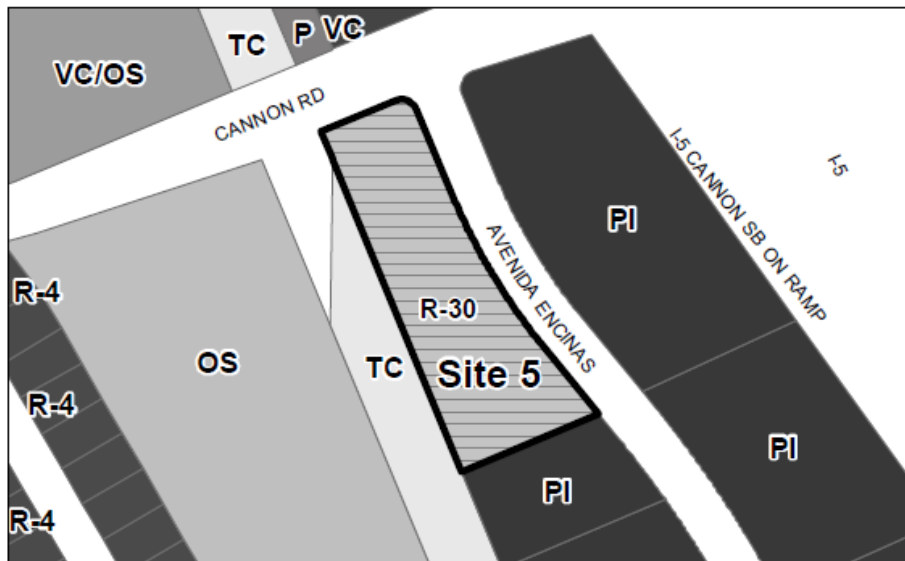 TC
P
VC
VC/OS
CANNON RD
I-5 CANNON SB ON RAMP
I-5
PI
AVENIDA ENCINAS
R-4
R-30
OS
TC
Site 5
R-4
PI
PI
R-4